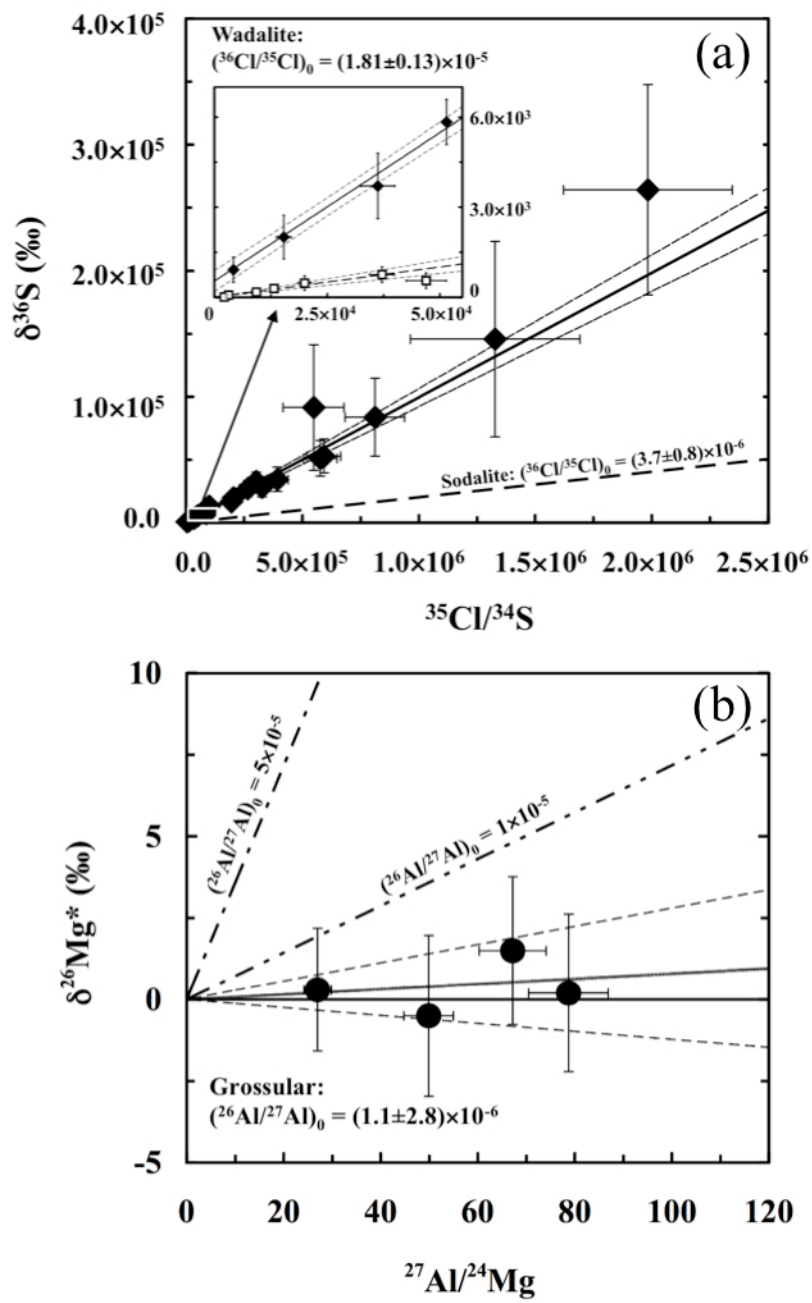 4.0×10⁵
Wadalite:
(³⁶Cl/³⁵Cl)₀ = (1.81±0.13)×10⁻⁵
(a)
6.0×10³
3.0×10⁵
3.0×10³
δ³⁶S (‰)
2.0×10⁵
0
0 2.5×10⁴ 5.0×10⁴
1.0×10⁵
Sodalite: (³⁶Cl/³⁵Cl)₀ = (3.7±0.8)×10⁻⁶
0.0
0.0 5.0×10⁵ 1.0×10⁶ 1.5×10⁶ 2.0×10⁶ 2.5×10⁶
³⁵Cl/³⁴S
10
(b)
(²⁶Al/²⁷Al)₀ = 5×10⁻⁵
5
(²⁶Al/²⁷Al)₀ = 1×10⁻⁵
δ²⁶Mg* (‰)
0
Grossular:
(²⁶Al/²⁷Al)₀ = (1.1±2.8)×10⁻⁶
-5
0 20 40 60 80 100 120
²⁷Al/²⁴Mg